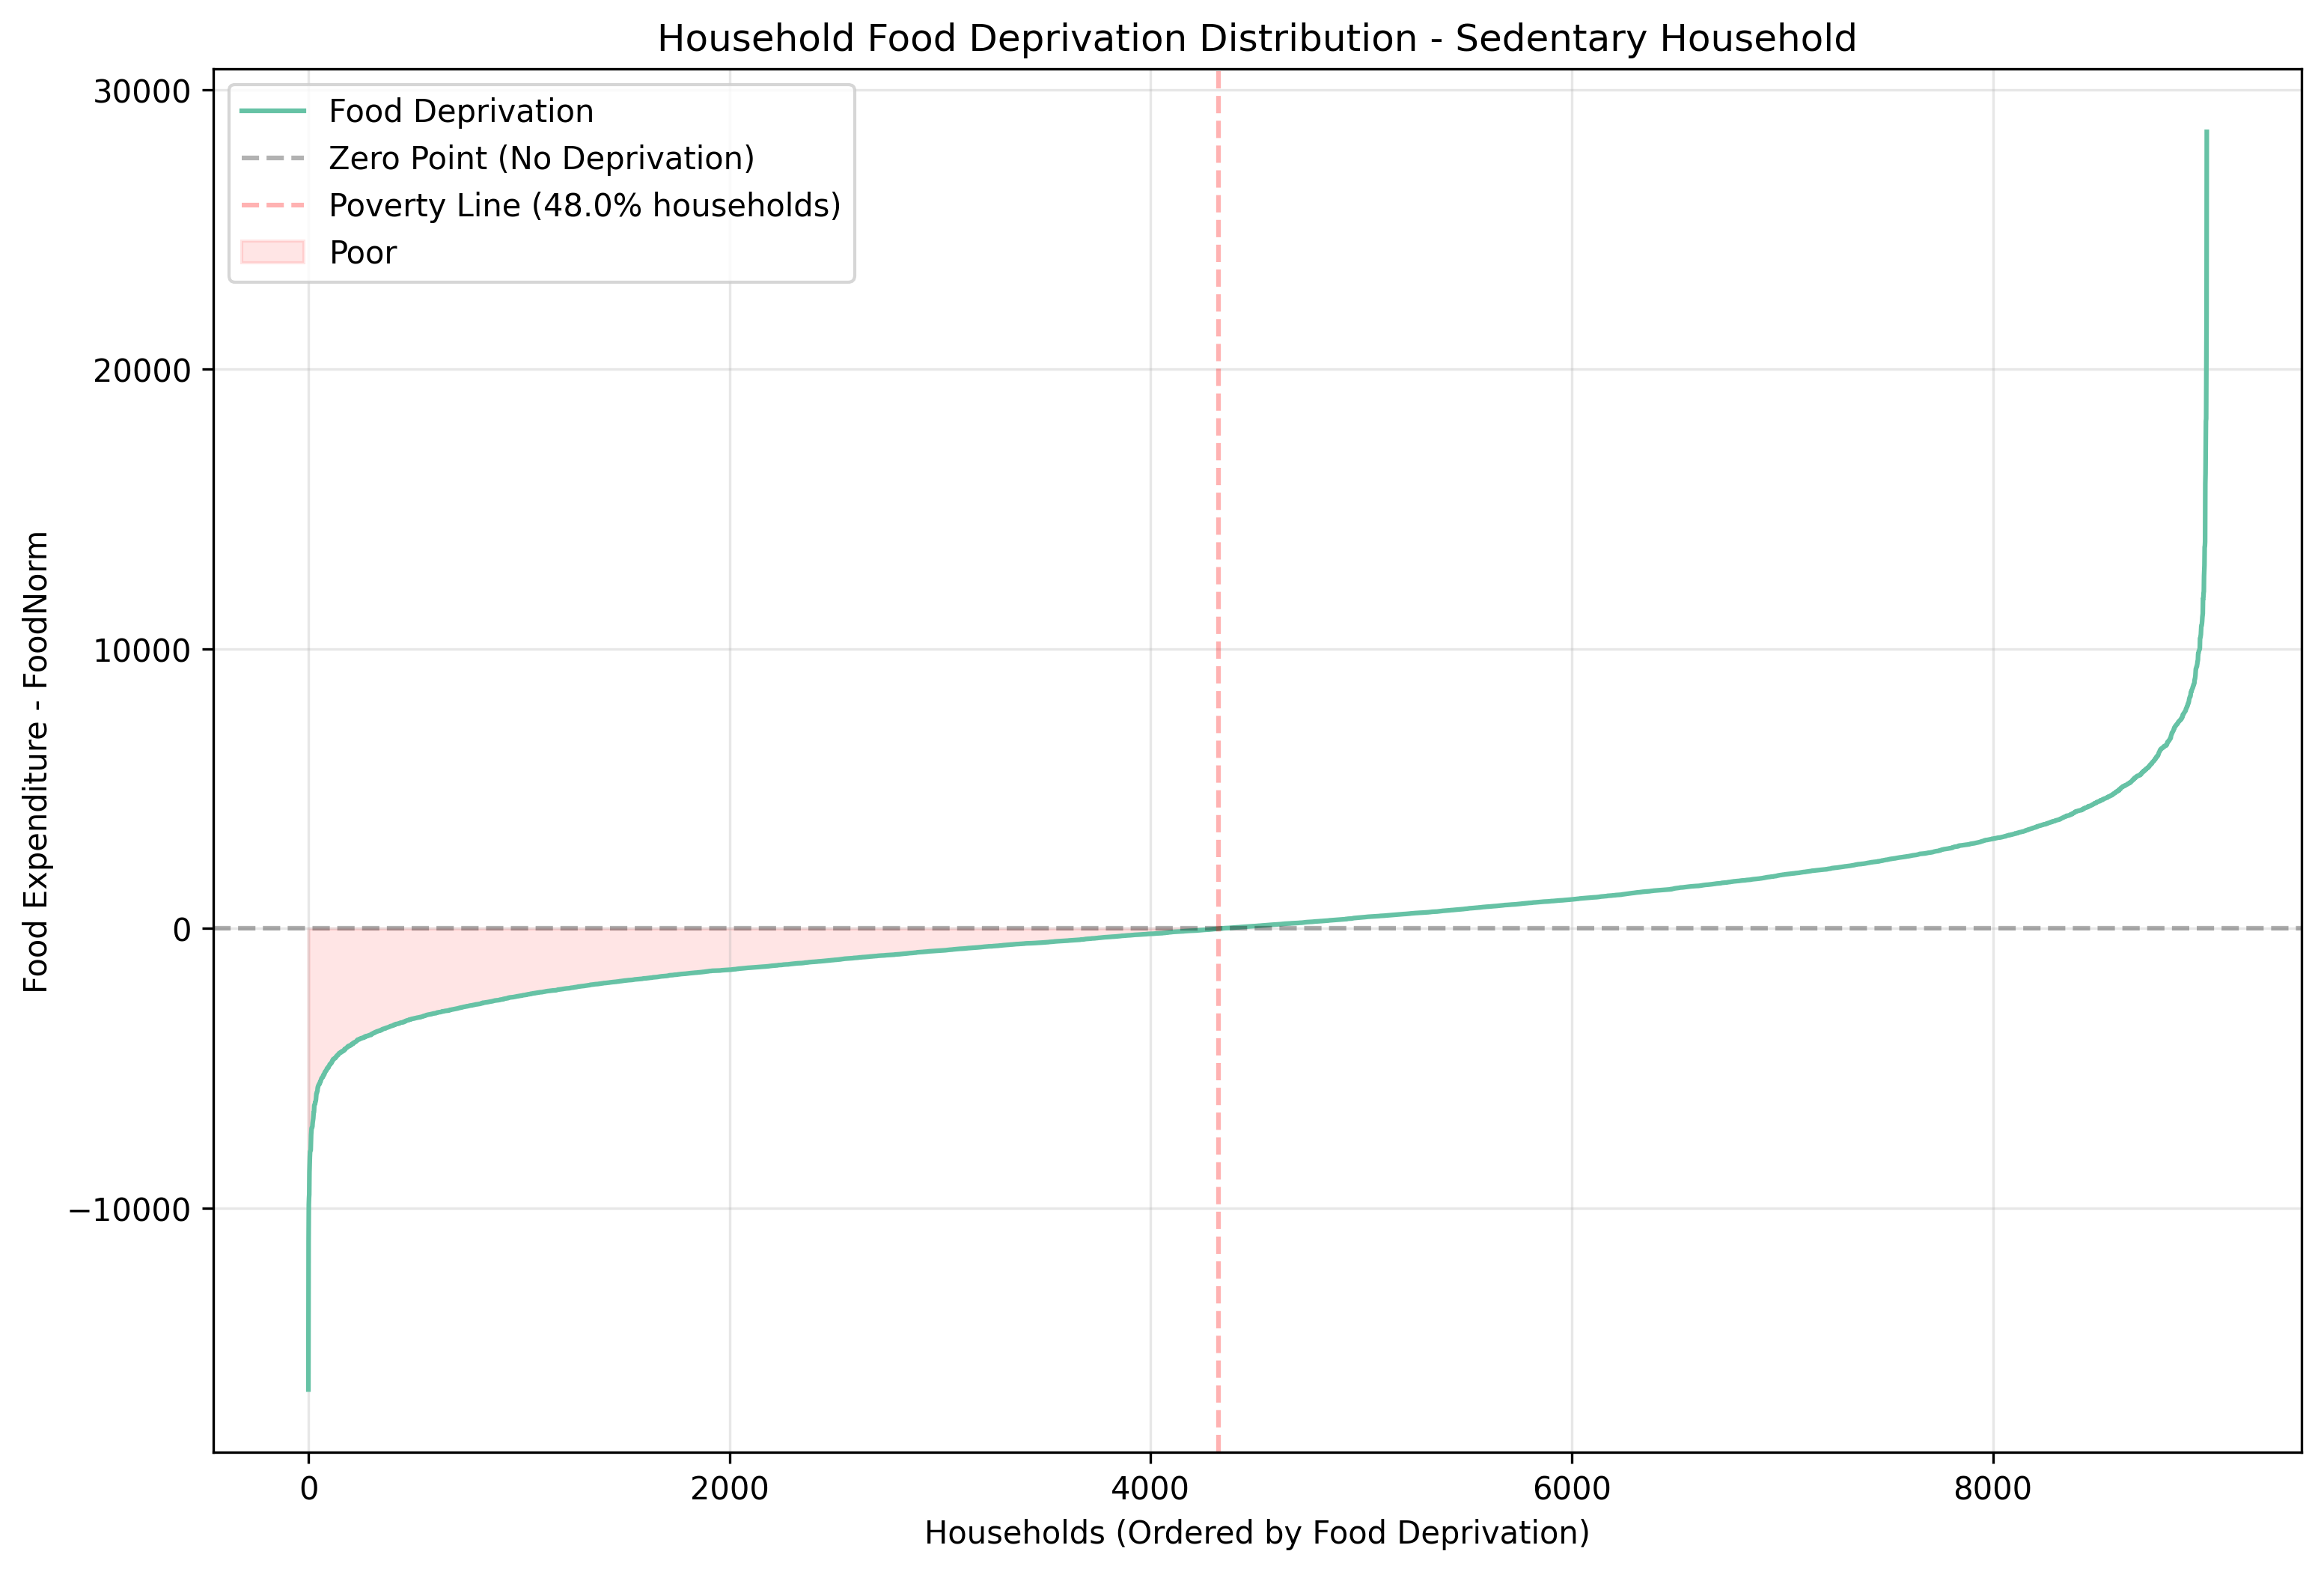 Household Food Deprivation Distribution - Sedentary Household
Food Deprivation
Zero Point (No Deprivation)
Poverty Line (48.0% households)
Poor
30000
20000
10000
0
−10000
Food Expenditure - FoodNorm
0 2000 4000 6000 8000
Households (Ordered by Food Deprivation)